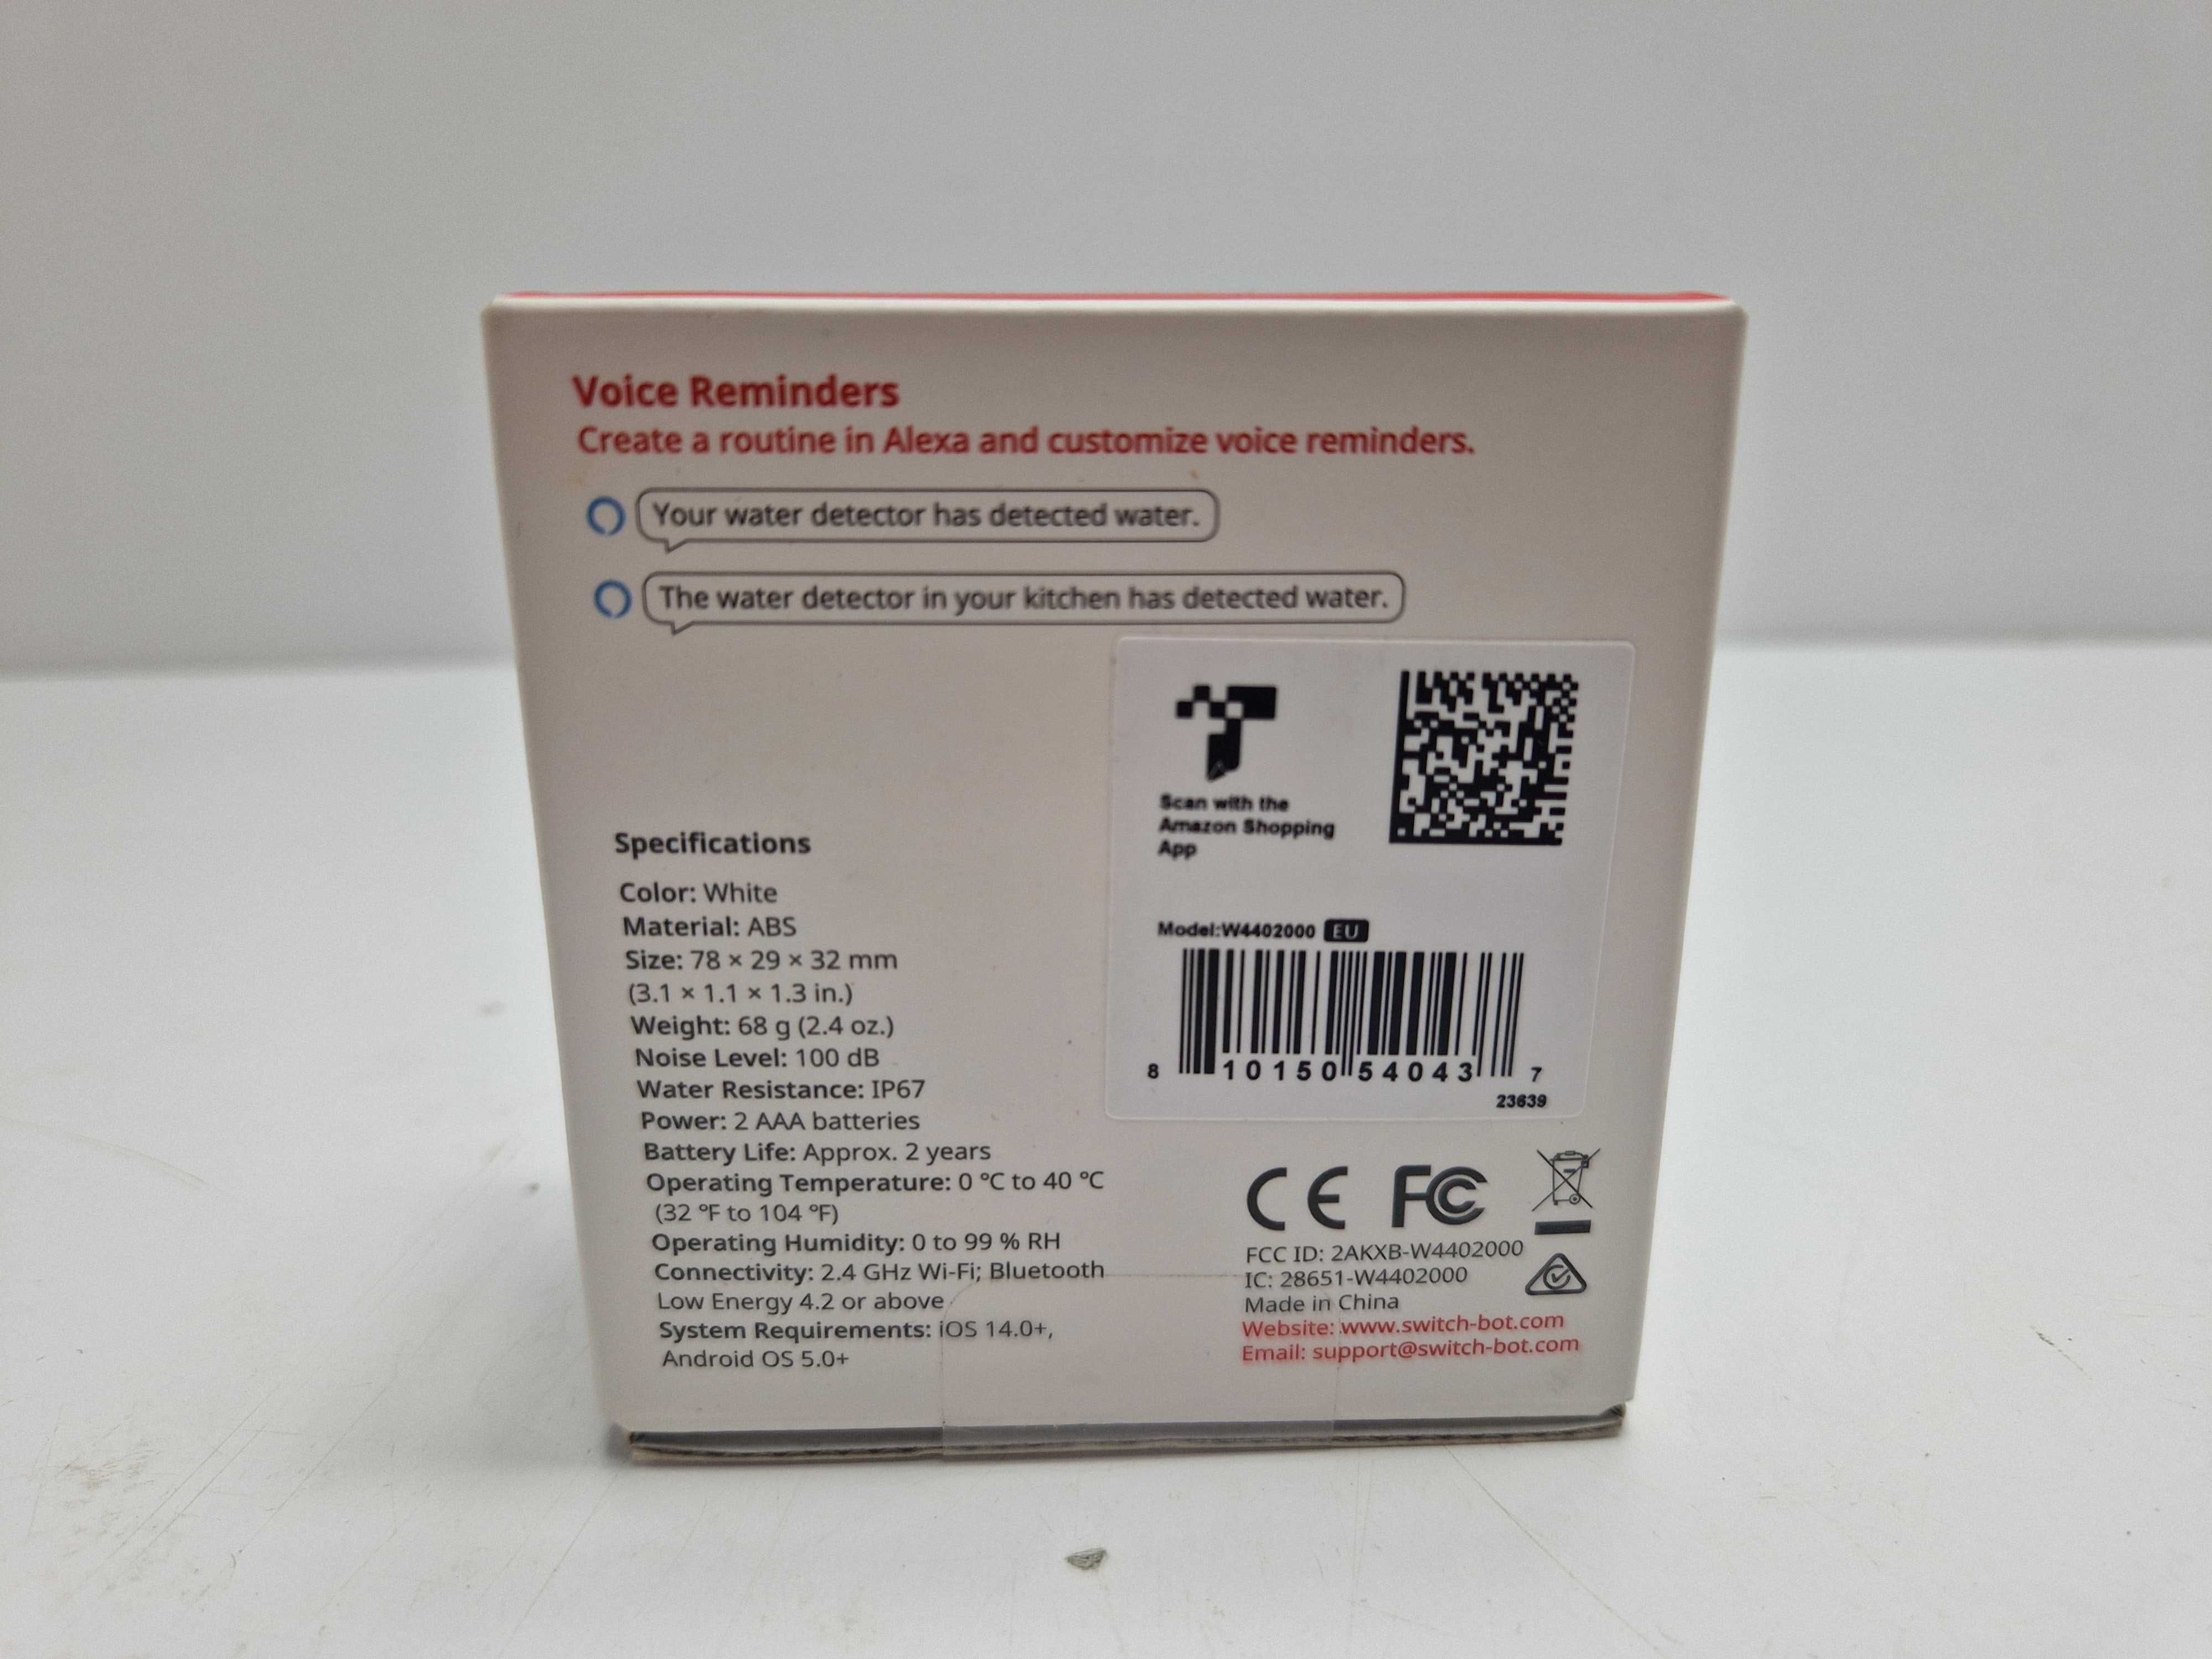 Voice Reminders
Create a routine in Alexa and customize voice reminders.
Your water detector has detected water.
The water detector in your kitchen has detected water.
Scan with the
Amazon Shopping
App
Model:W4402000 EU
8 10150 54043 7
23639
Specifications
Color: White
Material: ABS
Size: 78 × 29 × 32 mm
(3.1 × 1.1 × 1.3 in.)
Weight: 68 g (2.4 oz.)
Noise Level: 100 dB
Water Resistance: IP67
Power: 2 AAA batteries
Battery Life: Approx. 2 years
Operating Temperature: 0 °C to 40 °C
(32 °F to 104 °F)
Operating Humidity: 0 to 99 % RH
Connectivity: 2.4 GHz Wi-Fi; Bluetooth
Low Energy 4.2 or above
System Requirements: iOS 14.0+,
Android OS 5.0+
CE FC
FCC ID: 2AKXB-W4402000
IC: 28651-W4402000
Made in China
Website: www.switch-bot.com
Email: support@switch-bot.com